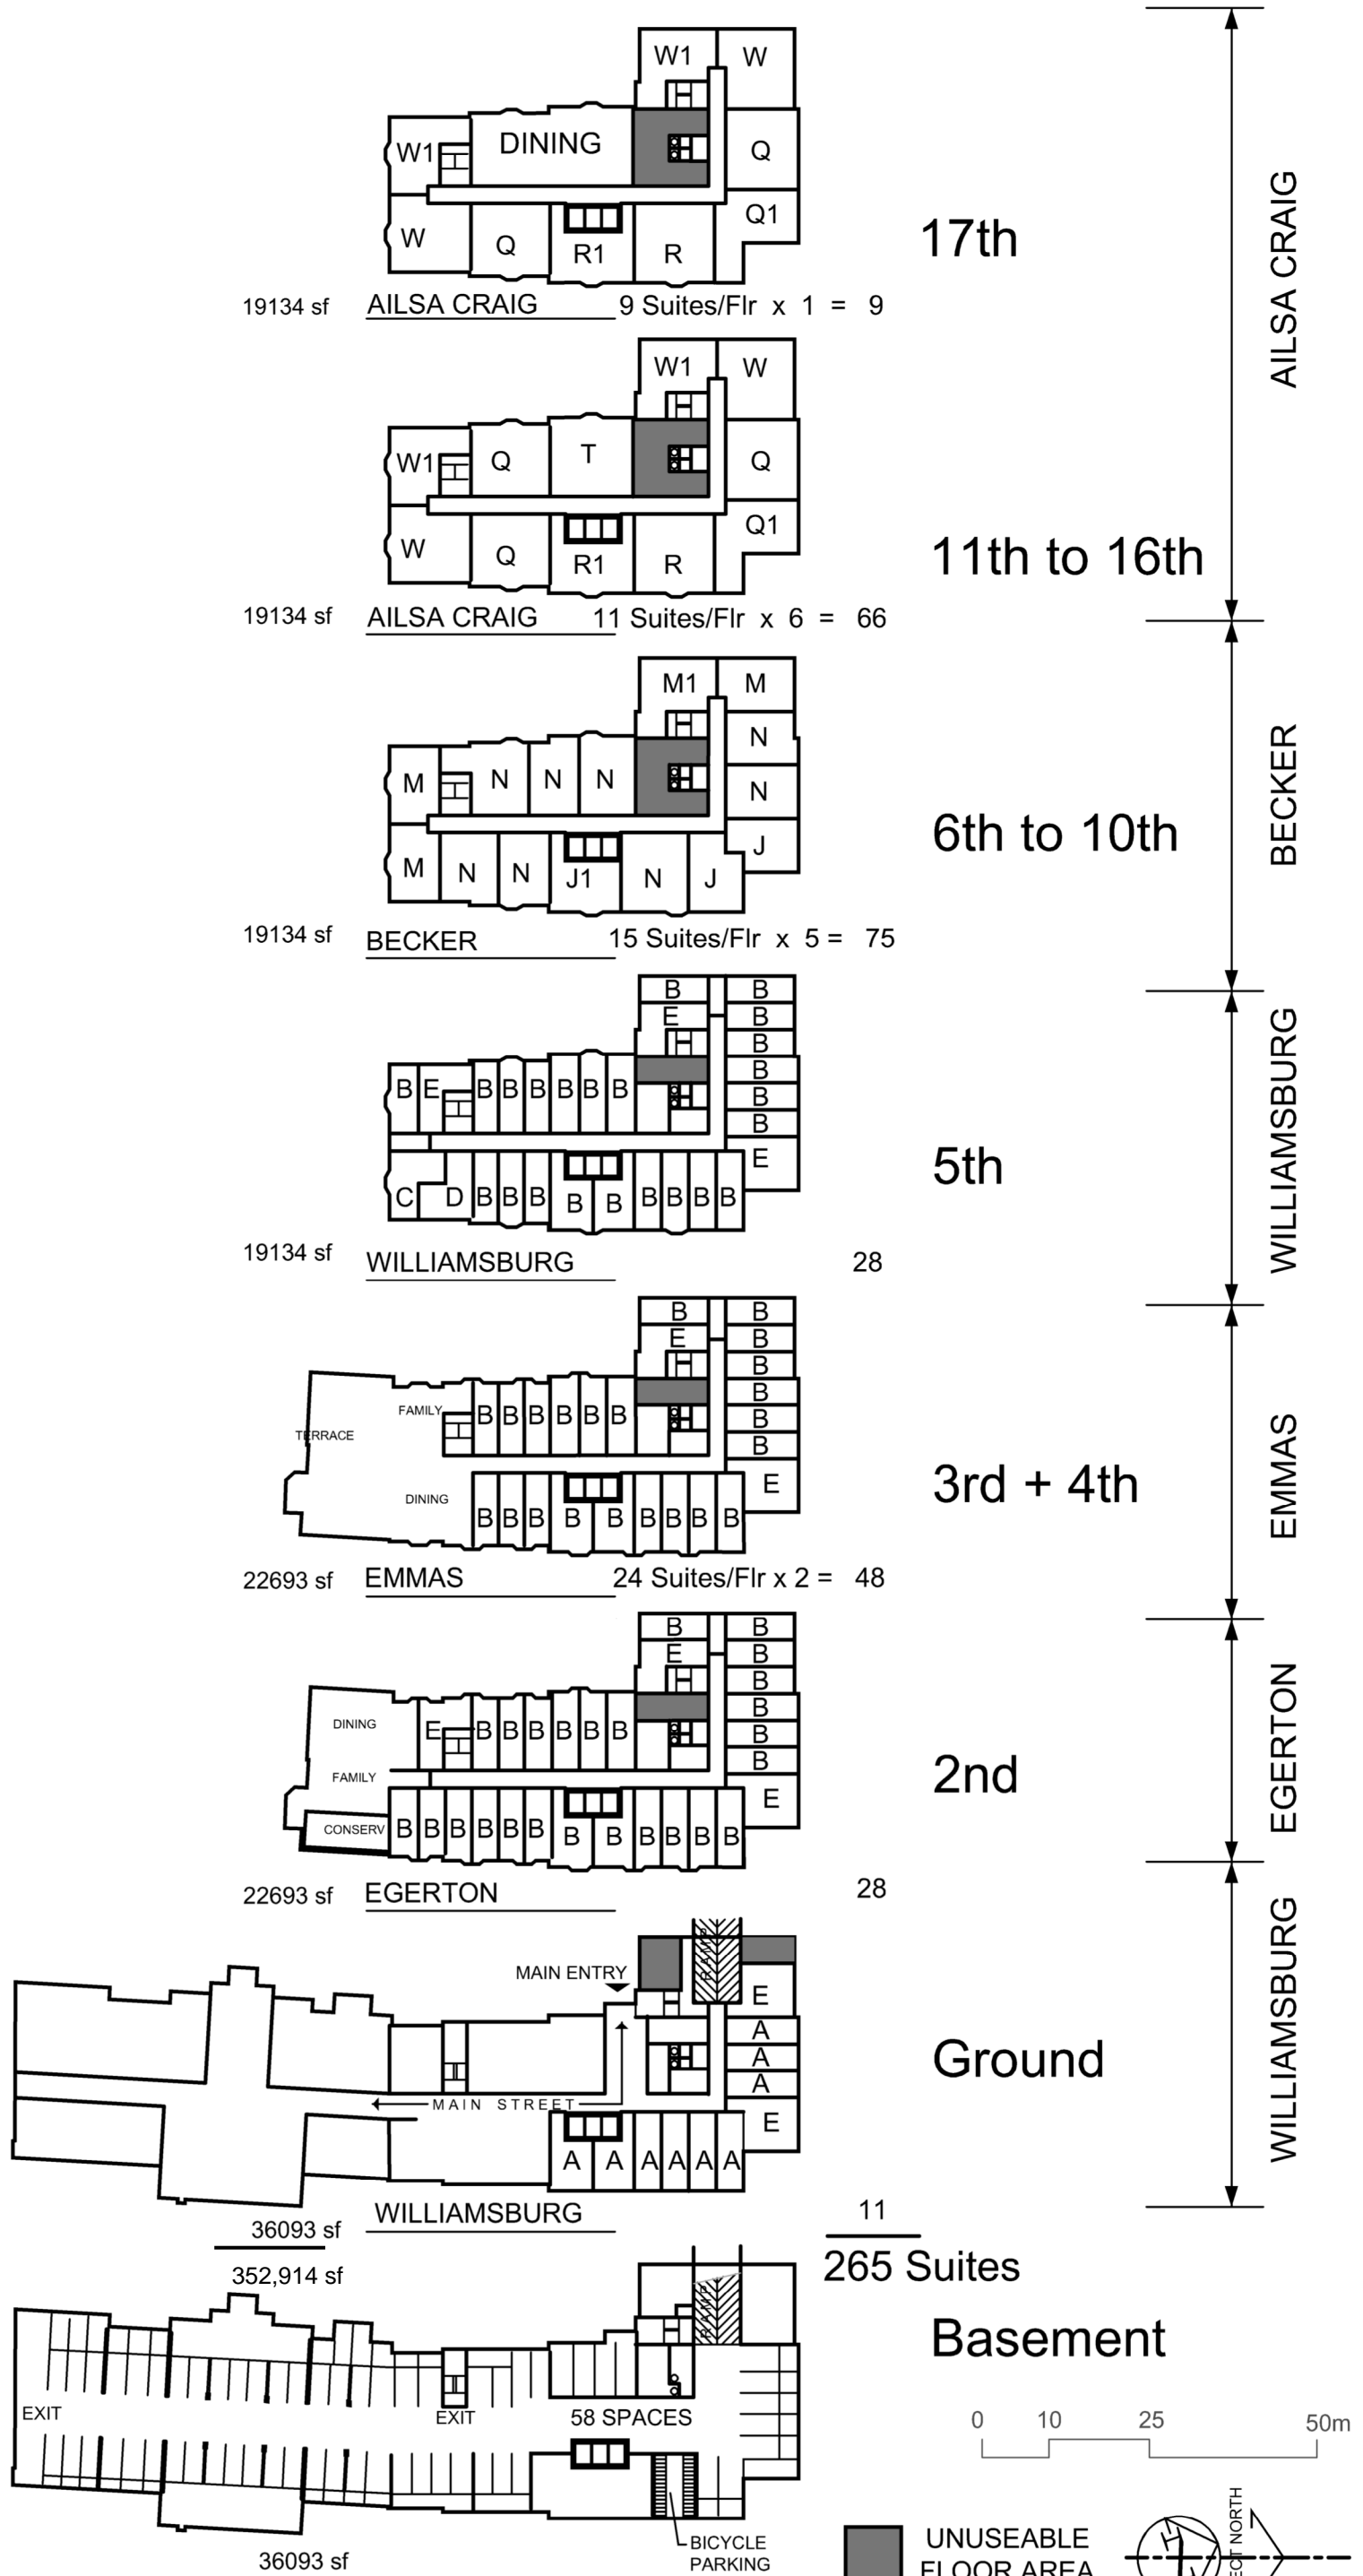 W1 W
W1 DINING Q
Q1
W Q R1 R
17th
19134 sf AILSA CRAIG 9 Suites/Flr x 1 = 9
AILSA CRAIG
W1 W
W1 Q T Q
Q1
W Q R1 R
11th to 16th
19134 sf AILSA CRAIG 11 Suites/Flr x 6 = 66
M1 M
N
M N N N N
J
M N N J1 N J
6th to 10th
19134 sf BECKER 15 Suites/Flr x 5 = 75
BECKER
B B
E B
B
B
B E B B B B B B B
B
E
C D B B B B B B B B B
5th
19134 sf WILLIAMSBURG 28
WILLIAMSBURG
B B
E B
B
B
FAMILY B B B B B B B
TERRACE B
E
DINING
B B B B B B B B B
3rd + 4th
22693 sf EMMAS 24 Suites/Flr x 2 = 48
EMMAS
B B
E B
B
B
DINING E B B B B B B B
B
FAMILY E
CONSERV B B B B B B B B B B B B
2nd
22693 sf EGERTON 28
EGERTON
MAIN ENTRY RAMP
E
A
A
A
MAIN STREET E
A A A A A A
Ground
WILLIAMSBURG 11
WILLIAMSBURG
36093 sf
352,914 sf
265 Suites
RAMP
Basement
EXIT EXIT 58 SPACES
0 10 25 50m
BICYCLE
PARKING
36093 sf
UNUSEABLE
FLOOR AREA
NORTH